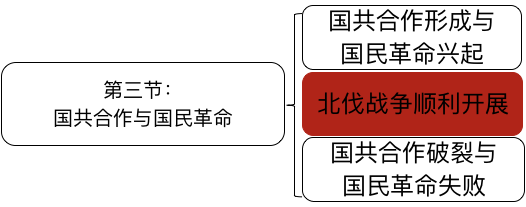 第三节：
国共合作与国民革命
国共合作形成与
国民革命兴起
北伐战争顺利开展
国共合作破裂与
国民革命失败